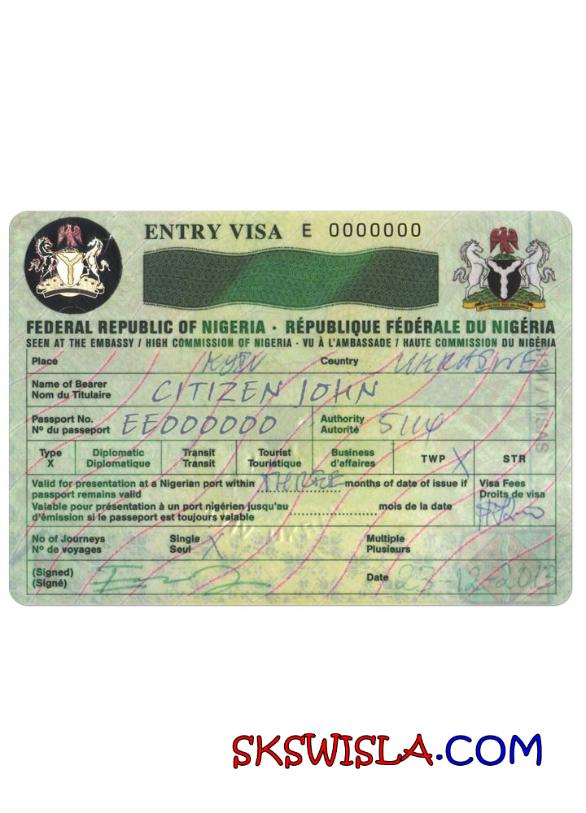 ENTRY VISA E 0000000
FEDERAL REPUBLIC OF NIGERIA · RÉPUBLIQUE FÉDÉRALE DU NIGÉRIA
SEEN AT THE EMBASSY / HIGH COMMISSION OF NIGERIA · VU À L'AMBASSADE / HAUTE COMMISSION DU NIGÉRIA
Place KYIV Country UKRAINE
Name of Bearer
Nom du Titulaire CITIZEN JOHN
Passport No. Authority
N° du passeport EE000000 Autorité
Type Diplomatic Transit Tourist Business TWP X STR
X Diplomatique Transit Touristique d'affaires
Valid for presentation at a Nigerian port within THREE months of date of issue if Visa Fees
passport remains valid Droits de visa
Valable pour présentation à un port nigérien jusqu'au mois de la date
d'émission si le passeport est toujours valable
No of Journeys Single X Multiple
N° de voyages Seul Plusieurs
(Signed) Date 23-12-2013
(Signé)
SKSWISLA.COM